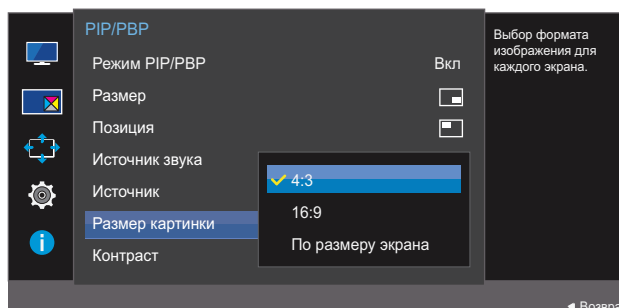 PIP/PBP
Режим PIP/PBP Вкл
Размер
Позиция
Источник звука
Источник
Размер картинки
Контраст
4:3
16:9
По размеру экрана
Выбор формата
изображения для
каждого экрана.